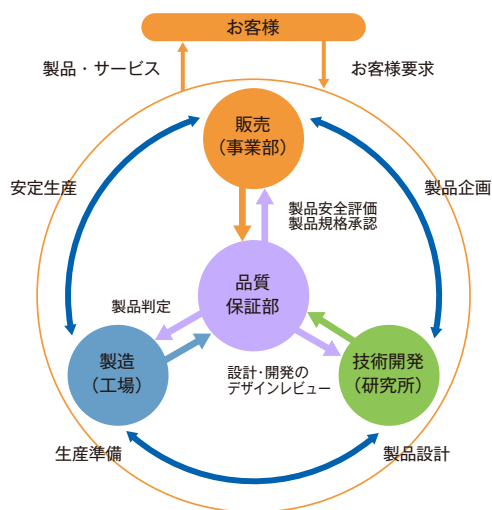 お客様
製品・サービス
お客様要求
販売
（事業部）
安定生産
製品企画
製品安全評価
製品規格承認
品質
保証部
製品判定
製造
（工場）
設計・開発の
デザインレビュー
技術開発
（研究所）
生産準備
製品設計